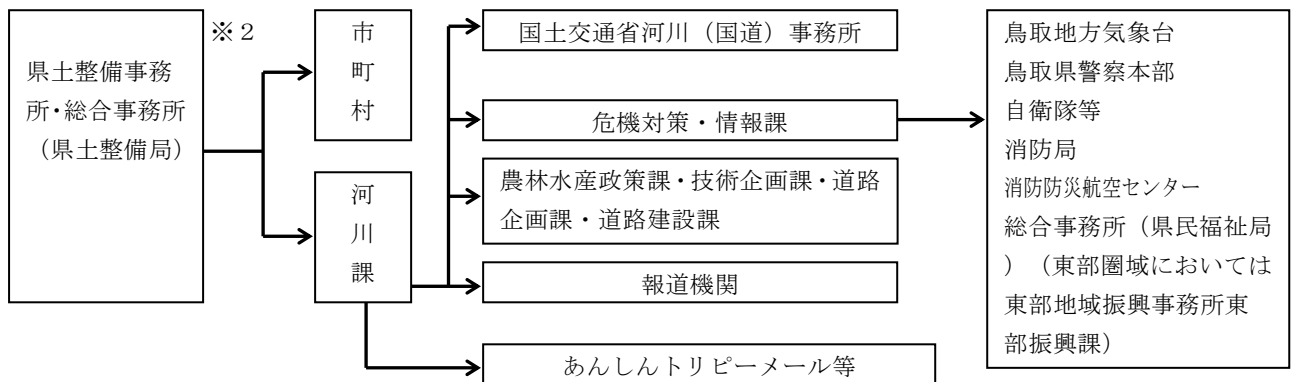 ※２
県土整備事務
所・総合事務所
（県土整備局）
市
町
村
河
川
課
国土交通省河川（国道）事務所
危機対策・情報課
農林水産政策課・技術企画課・道路
企画課・道路建設課
報道機関
あんしんトリピーメール等
鳥取地方気象台
鳥取県警察本部
自衛隊等
消防局
消防防災航空センター
総合事務所（県民福祉局
）（東部圏域においては
東部地域振興事務所東
部振興課）